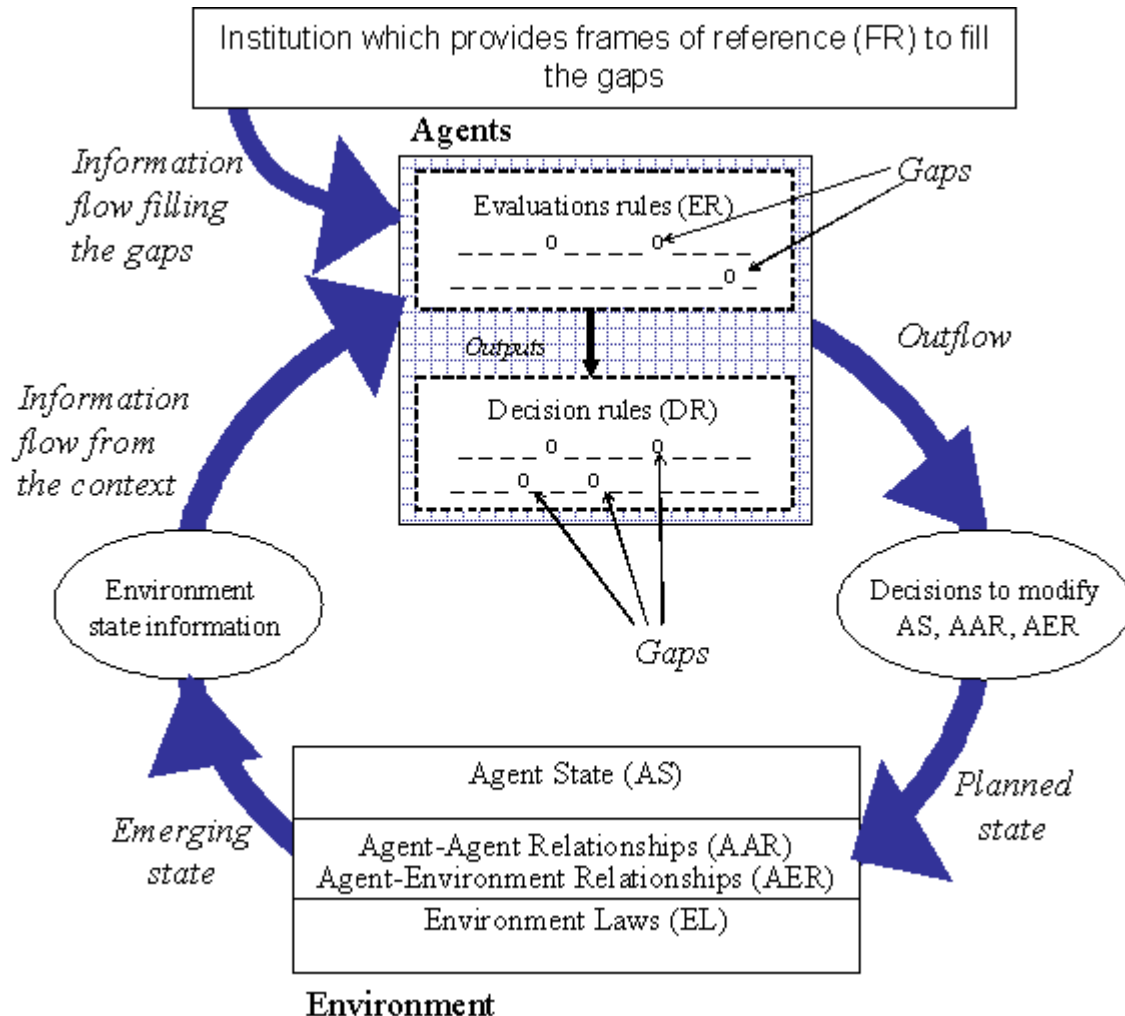 Institution which provides frames of reference (FR) to fill
the gaps
Agents
Information
flow filling
the gaps
Gaps
Evaluations rules (ER)
_ _ _ _ o _ _ _ _ o _ _ _ _
_ _ _ _ _ _ _ _ _ _ _ _ o _
Outputs
Outflow
Decision rules (DR)
_ _ _ _ o _ _ _ _ o _ _ _ _
_ _ _ o _ _ o _ _ _ _ _ _ _
Information
flow from
the context
Environment
state information
Decisions to modify
AS, AAR, AER
Gaps
Agent State (AS)
Agent-Agent Relationships (AAR)
Agent-Environment Relationships (AER)
Environment Laws (EL)
Planned
state
Emerging
state
Environment